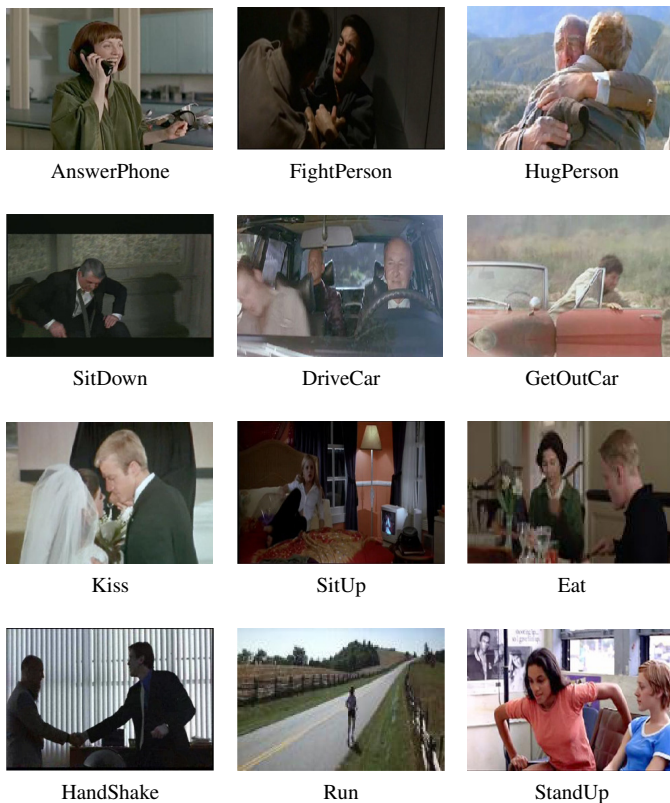 AnswerPhone
FightPerson
HugPerson
SitDown
DriveCar
GetOutCar
Kiss
SitUp
Eat
HandShake
Run
StandUp